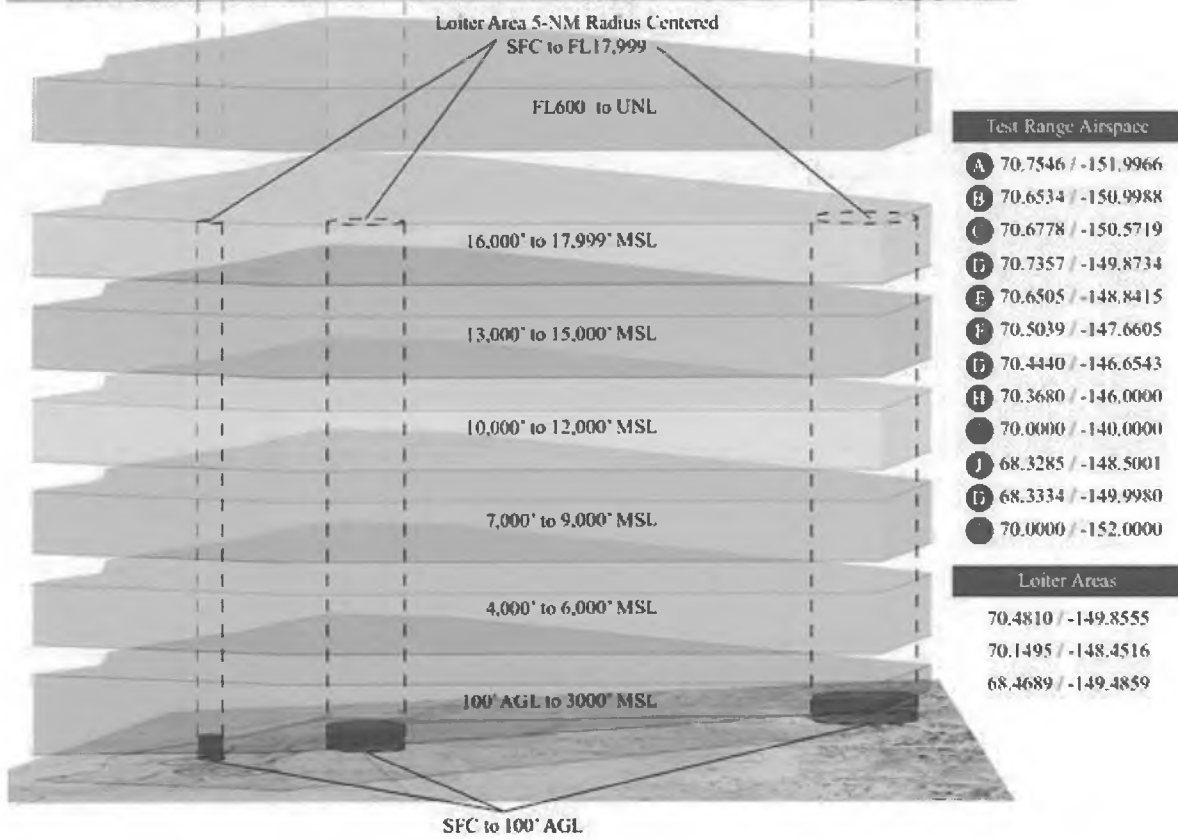 Loiter Area 5-NM Radius Centered
SFC to FL17,999
FL600 to UNL
16,000' to 17,999' MSL
13,000' to 15,000' MSL
10,000' to 12,000' MSL
7,000' to 9,000' MSL
4,000' to 6,000' MSL
100' AGL to 3000' MSL
SFC to 100' AGL
Test Range Airspace
A 70.7546 / -151.9966
B 70.6534 / -150.9988
C 70.6778 / -150.5719
D 70.7357 / -149.8734
E 70.6505 / -148.8415
F 70.5039 / -147.6605
D 70.4440 / -146.6543
H 70.3680 / -146.0000
70.0000 / -140.0000
J 68.3285 / -148.5001
D 68.3334 / -149.9980
70.0000 / -152.0000
Loiter Areas
70.4810 / -149.8555
70.1495 / -148.4516
68.4689 / -149.4859